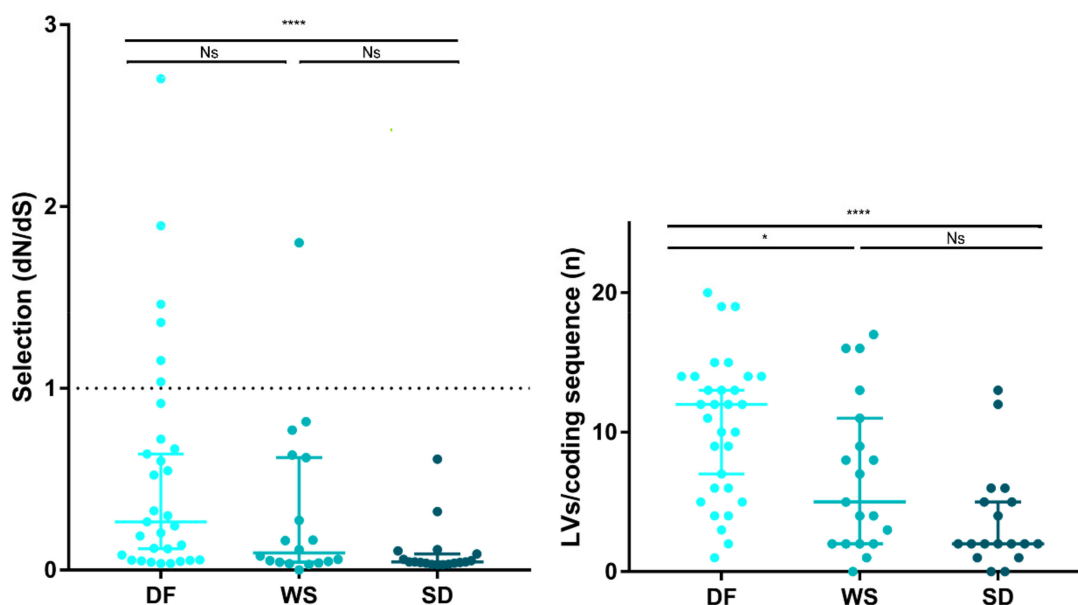 3
****
Ns Ns
2
Selection (dN/dS)
1
0
DF WS SD
****
* Ns
20
LVs/coding sequence (n)
10
0
DF WS SD